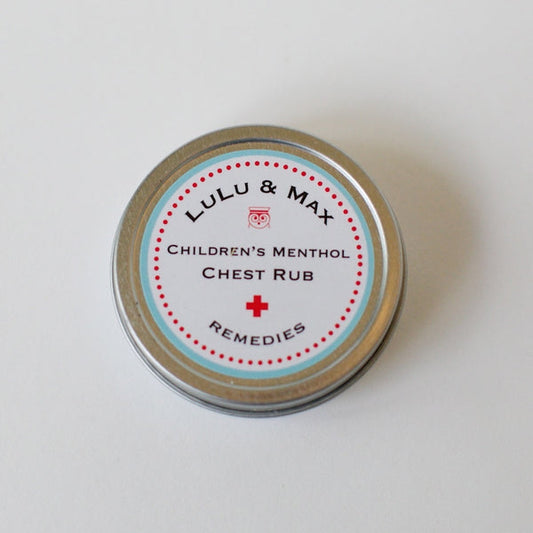 LuLu & Max
Children's Menthol
Chest Rub
Remedies